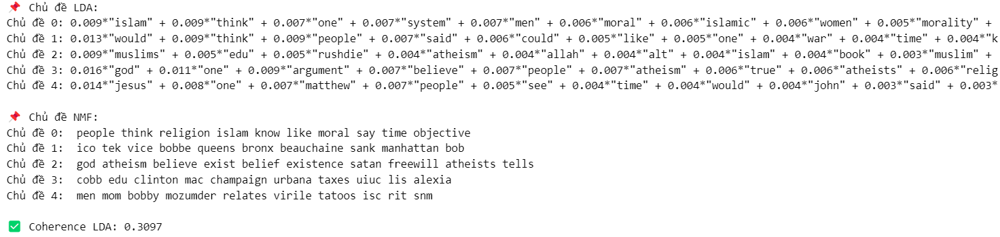 📌 Chủ đề LDA:
Chủ đề 0: 0.009*"islam" + 0.009*"think" + 0.007*"one" + 0.007*"system" + 0.007*"men" + 0.006*"moral" + 0.006*"islamic" + 0.006*"women" + 0.005*"morality" +
Chủ đề 1: 0.013*"would" + 0.009*"think" + 0.009*"people" + 0.007*"said" + 0.006*"could" + 0.005*"like" + 0.005*"one" + 0.004*"war" + 0.004*"time" + 0.004*"k
Chủ đề 2: 0.009*"muslims" + 0.005*"edu" + 0.005*"rushdie" + 0.004*"atheism" + 0.004*"allah" + 0.004*"alt" + 0.004*"islam" + 0.004*"book" + 0.003*"muslim" +
Chủ đề 3: 0.016*"god" + 0.011*"one" + 0.009*"argument" + 0.007*"believe" + 0.007*"people" + 0.007*"atheism" + 0.006*"true" + 0.006*"atheists" + 0.006*"relig
Chủ đề 4: 0.014*"jesus" + 0.008*"one" + 0.007*"matthew" + 0.007*"people" + 0.005*"see" + 0.004*"time" + 0.004*"would" + 0.004*"john" + 0.003*"said" + 0.003*
📌 Chủ đề NMF:
Chủ đề 0: people think religion islam know like moral say time objective
Chủ đề 1: ico tek vice bobbe queens bronx beauchaine sank manhattan bob
Chủ đề 2: god atheism believe exist belief existence satan freewill atheists tells
Chủ đề 3: cobb edu clinton mac champaign urbana taxes uiuc lis alexia
Chủ đề 4: men mom bobby mozumder relates virile tatoos isc rit snm
✅ Coherence LDA: 0.3097